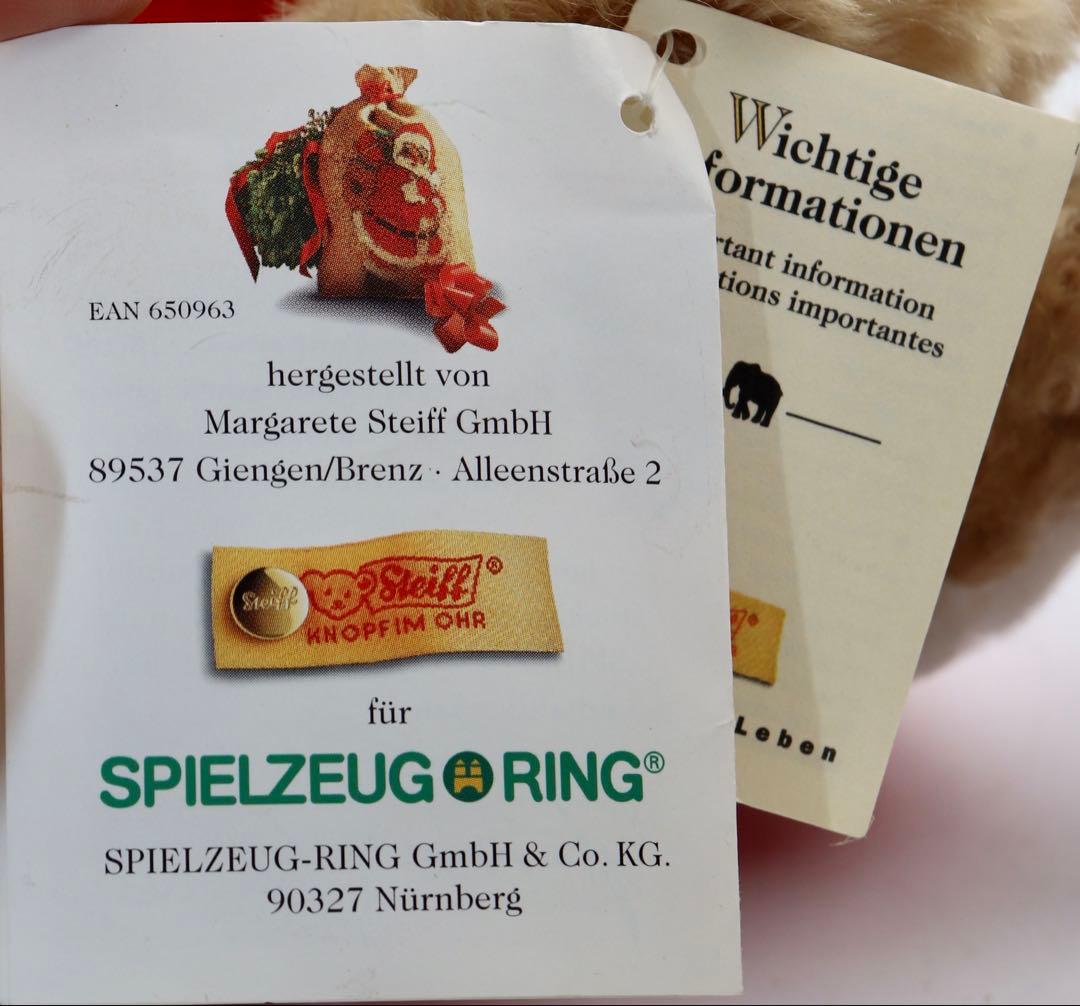 EAN 650963
hergestellt von
Margarete Steiff GmbH
89537 Giengen/Brenz · Alleenstraße 2
Steiff
Steiff®
KNOPF IM OHR
für
SPIELZEUG RING®
SPIELZEUG-RING GmbH & Co. KG.
90327 Nürnberg
Wichtige
formationen
rtant information
tions importantes
Leben